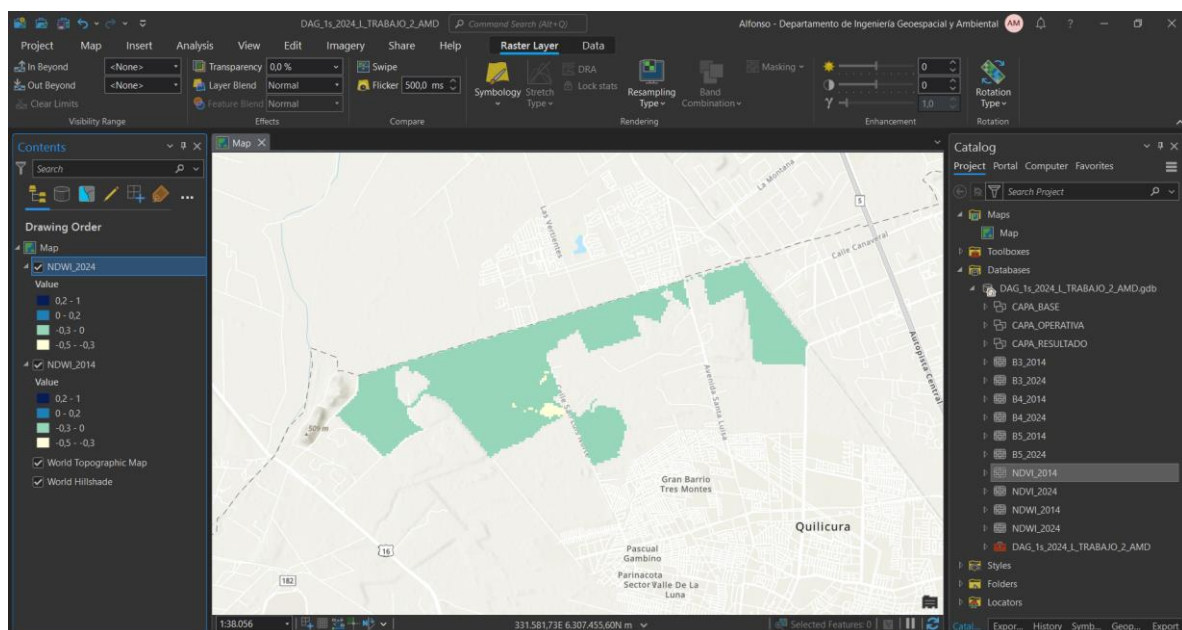 DAG_1s_2024_L_TRABAJO_2_AMD
Command Search (Alt+Q)
Alfonso - Departamento de Ingeniería Geoespacial y Ambiental
AM
?
Project Map Insert Analysis View Edit Imagery Share Help Raster Layer Data
In Beyond <None>
Out Beyond <None>
Clear Limits
Visibility Range
Transparency 0,0 %
Layer Blend Normal
Feature Blend Normal
Effects
Swipe
Flicker 500,0 ms
Compare
Symbology
Stretch Type
DRA
Lock stats
Resampling Type
Band Combination
Masking
Rendering
0
0
γ 1,0
Enhancement
Rotation Type
Rotation
Contents
Search
Drawing Order
Map
NDWI_2024
Value
0,2 - 1
0 - 0,2
-0,3 - 0
-0,5 - -0,3
NDWI_2014
Value
0,2 - 1
0 - 0,2
-0,3 - 0
-0,5 - -0,3
World Topographic Map
World Hillshade
Map
La Montana
5
Las Vertientes
Calle Canaveral
Autopista Central
Avenida Santa Luisa
509 m
Gran Barrio
Tres Montes
Quilicura
16
Pascual
Gambino
182
Parinacota
Sector Valle De La
Luna
1:38.056
331.581,73E 6.307.455,60N m
Selected Features: 0
Catalog
Project Portal Computer Favorites
Search Project
Maps
Map
Toolboxes
Databases
DAG_1s_2024_L_TRABAJO_2_AMD.gdb
CAPA_BASE
CAPA_OPERATIVA
CAPA_RESULTADO
B3_2014
B3_2024
B4_2014
B4_2024
B5_2014
B5_2024
NDVI_2014
NDVI_2024
NDWI_2014
NDWI_2024
DAG_1s_2024_L_TRABAJO_2_AMD
Styles
Folders
Locators
Catal... Expor... History Symb... Geop... Export